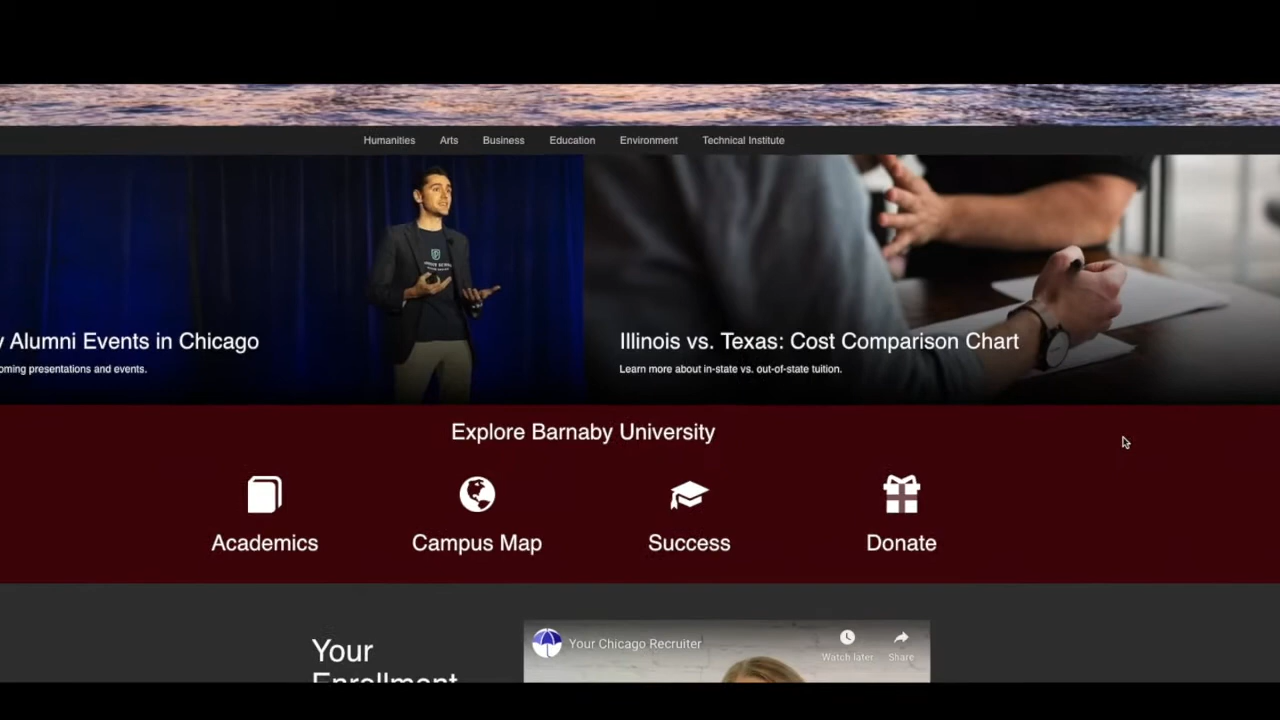 Humanities Arts Business Education Environment Technical Institute
Alumni Events in Chicago
presentations and events.
Illinois vs. Texas: Cost Comparison Chart
Learn more about in-state vs. out-of-state tuition.
Explore Barnaby University
Academics Campus Map Success Donate
Your
Enrollment
Your Chicago Recruiter
Watch later Share